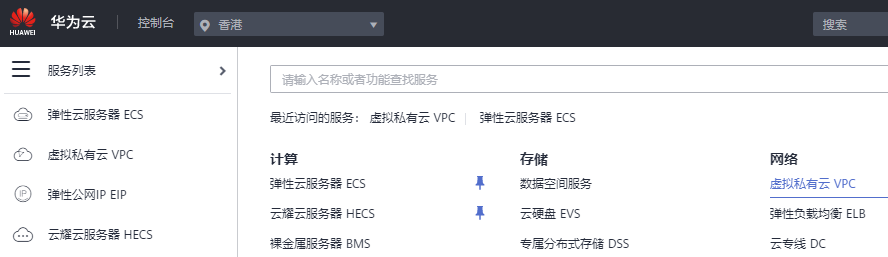 HUAWEI 华为云 控制台 香港 搜索
服务列表
请输入名称或者功能查找服务
弹性云服务器 ECS
虚拟私有云 VPC
弹性公网IP EIP
云耀云服务器 HECS
最近访问的服务： 虚拟私有云 VPC 弹性云服务器 ECS
计算
弹性云服务器 ECS
云耀云服务器 HECS
裸金属服务器 BMS
存储
数据空间服务
云硬盘 EVS
专属分布式存储 DSS
网络
虚拟私有云 VPC
弹性负载均衡 ELB
云专线 DC